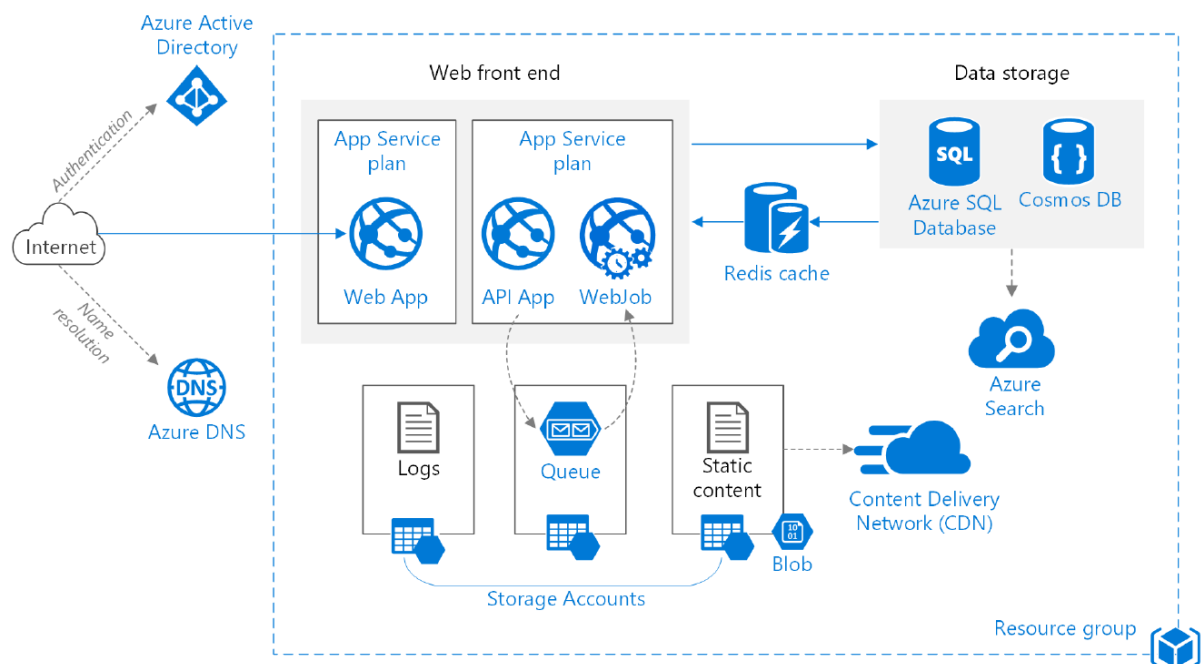 Azure Active
Directory
Authentication
Internet
Name
resolution
DNS
Azure DNS
Web front end
App Service
plan
Web App
App Service
plan
API App
WebJob
Redis cache
Data storage
SQL
Azure SQL
Database
{ }
Cosmos DB
Azure
Search
Logs
Queue
Static
content
10
01
Blob
Content Delivery
Network (CDN)
Storage Accounts
Resource group